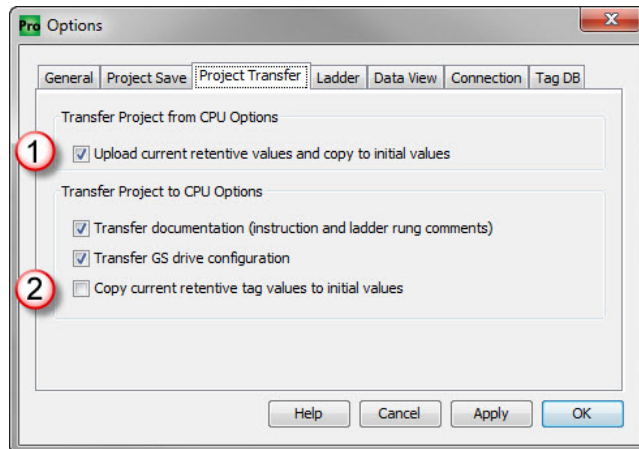 Pro Options
X
General Project Save Project Transfer Ladder Data View Connection Tag DB
Transfer Project from CPU Options
1 Upload current retentive values and copy to initial values
Transfer Project to CPU Options
Transfer documentation (instruction and ladder rung comments)
Transfer GS drive configuration
2 Copy current retentive tag values to initial values
Help Cancel Apply OK